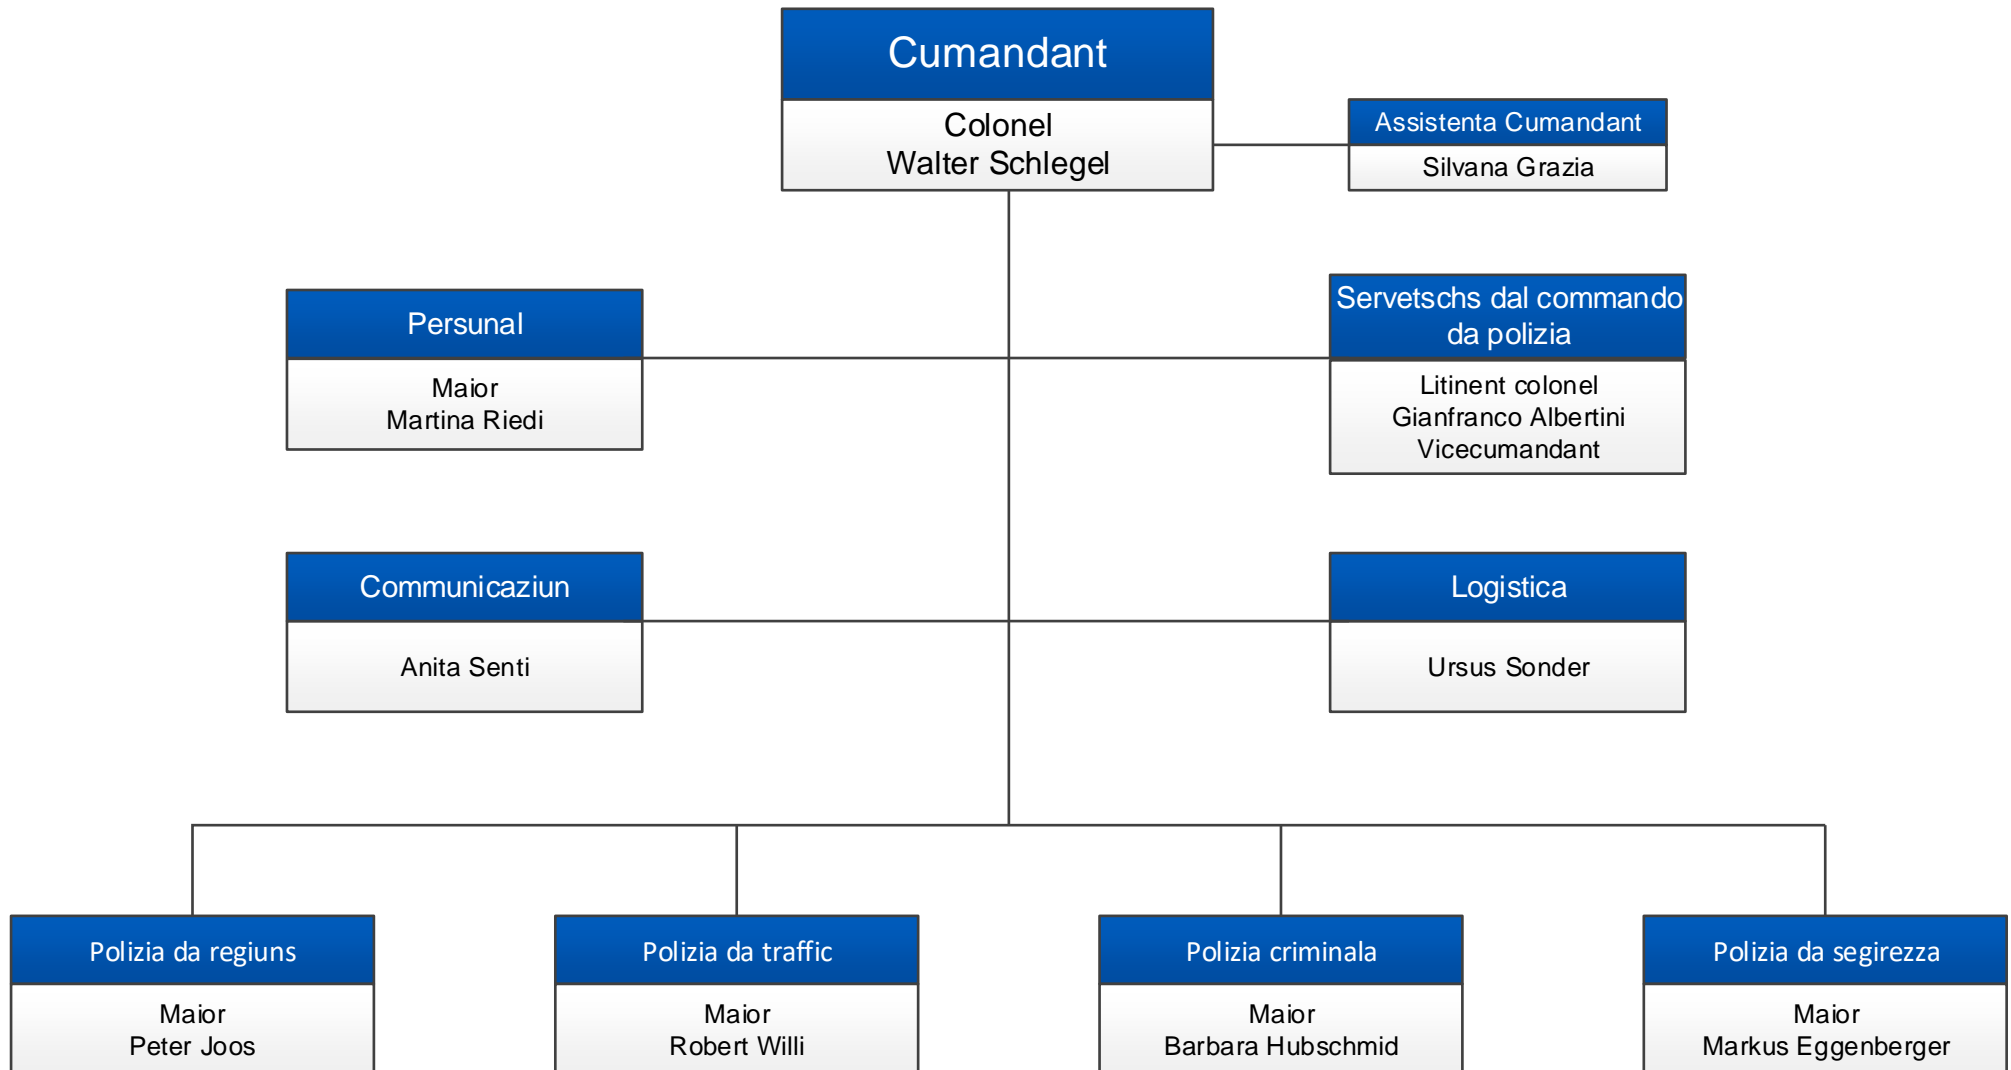 Cumandant
Colonel
Walter Schlegel
Assistenta Cumandant
Silvana Grazia
Persunal
Maior
Martina Riedi
Servetschs dal commando
da polizia
Litinent colonel
Gianfranco Albertini
Vicecumandant
Communicaziun
Anita Senti
Logistica
Ursus Sonder
Polizia da regiuns
Maior
Peter Joos
Polizia da traffic
Maior
Robert Willi
Polizia criminala
Maior
Barbara Hubschmid
Polizia da segirezza
Maior
Markus Eggenberger